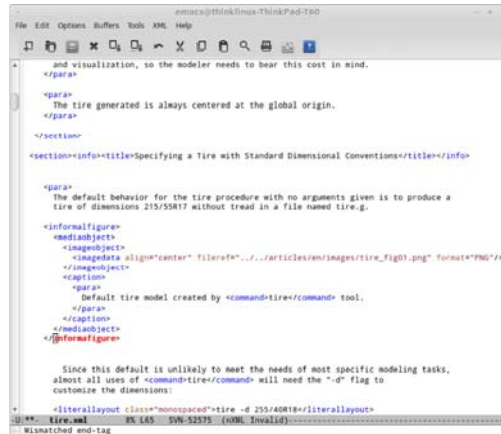 emacs@thinklinux-ThinkPad-T60
File Edit Options Buffers Tools XML Help
and visualization, so the modeler needs to bear this cost in mind.
</para>
<para>
The tire generated is always centered at the global origin.
</para>
</section>
<section><info><title>Specifying a Tire with Standard Dimensional Conventions</title></info>
<para>
The default behavior for the tire procedure with no arguments given is to produce a
tire of dimensions 215/55R17 without tread in a file named tire.g.
<informalfigure>
<mediaobject>
<imageobject>
<imagedata align="center" fileref="../../articles/en/images/tire_fig01.png" format="PNG"/>
</imageobject>
<caption>
<para>
Default tire model created by <command>tire</command> tool.
</para>
</caption>
</mediaobject>
</informafigure>
Since this default is unlikely to meet the needs of most specific modeling tasks,
almost all uses of <command>tire</command> will need the "-d" flag to
customize the dimensions:
<literallayout class="monospaced">tire -d 255/40R18</literallayout>
-U:**- tire.xml 8% L65 SVN-52575 (nXML Invalid)
Mismatched end-tag